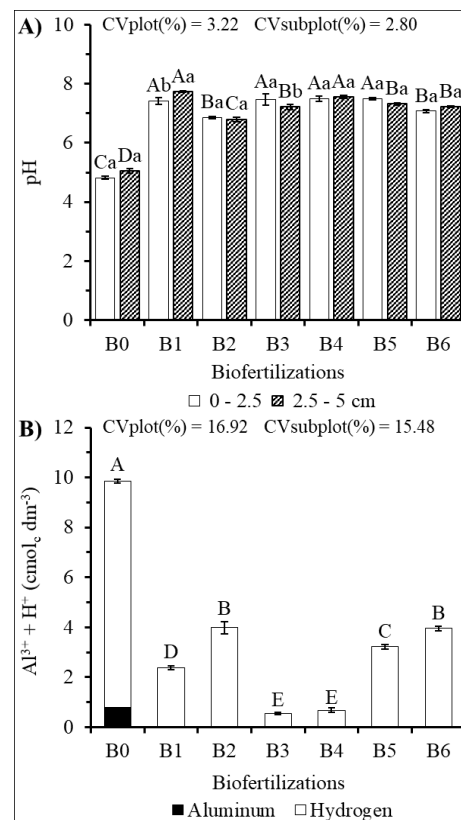 A) CVplot(%) = 3.22 CVsubplot(%) = 2.80
10
8
6
4
2
0
pH
Ca Da Ab Aa Ba Ca Aa Bb Aa Aa Aa Ba Ba Ba
B0 B1 B2 B3 B4 B5 B6
Biofertilizations
0 - 2.5 2.5 - 5 cm
B) CVplot(%) = 16.92 CVsubplot(%) = 15.48
12
10
8
6
4
2
0
Al³⁺ + H⁺ (cmol꜀ dm⁻³)
A D B E E C B
B0 B1 B2 B3 B4 B5 B6
Biofertilizations
Aluminum Hydrogen